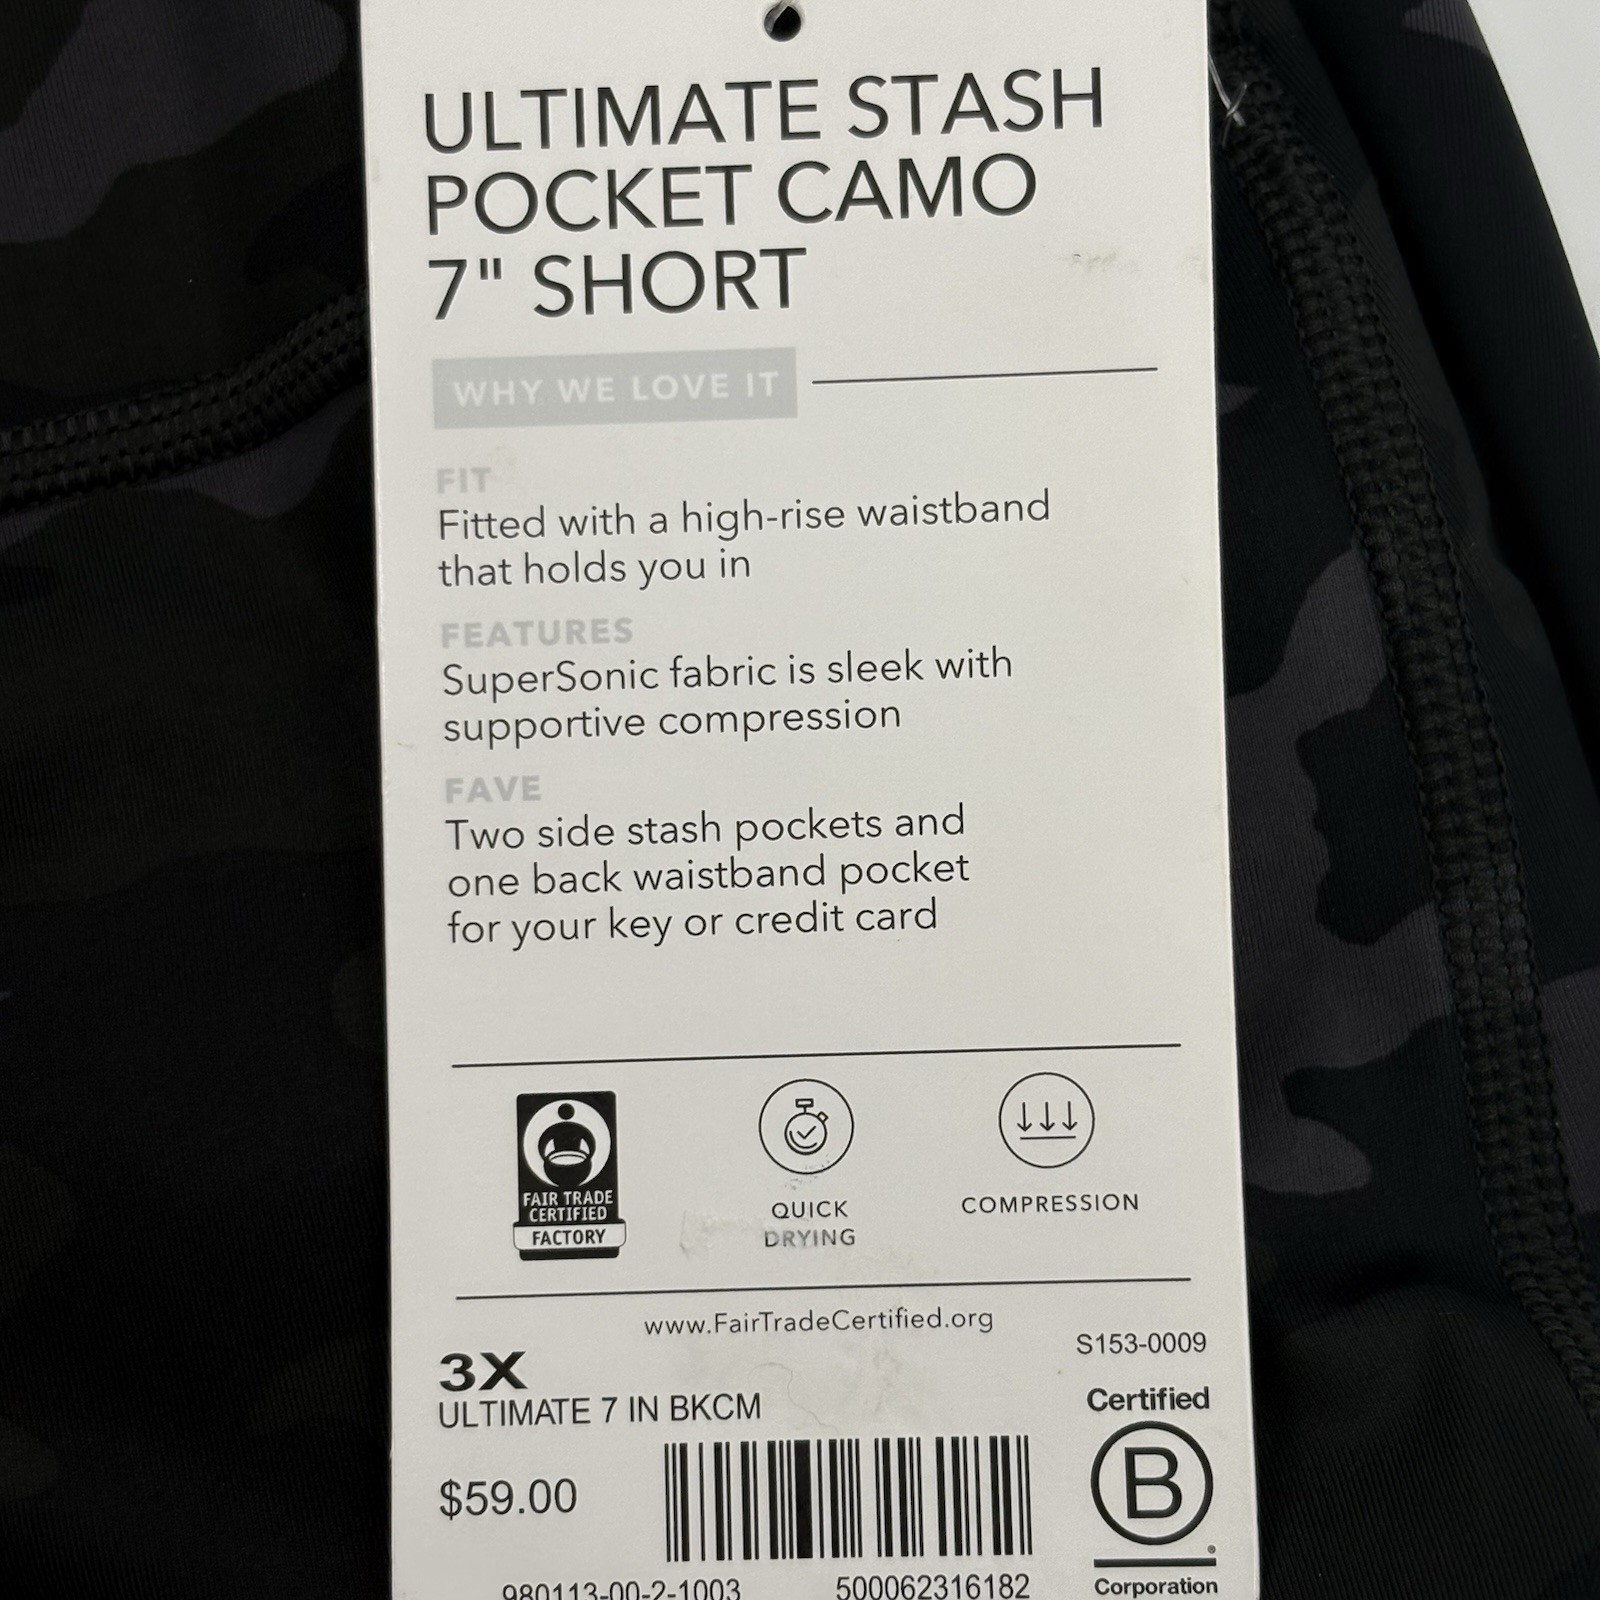 ULTIMATE STASH
POCKET CAMO
7" SHORT
WHY WE LOVE IT
FIT
Fitted with a high-rise waistband
that holds you in
FEATURES
SuperSonic fabric is sleek with
supportive compression
FAVE
Two side stash pockets and
one back waistband pocket
for your key or credit card
FAIR TRADE
CERTIFIED
FACTORY
QUICK
DRYING
COMPRESSION
www.FairTradeCertified.org
S153-0009
3X
ULTIMATE 7 IN BKCM
$59.00
Certified
B
®
Corporation
980113-00-2-1003
500062316182